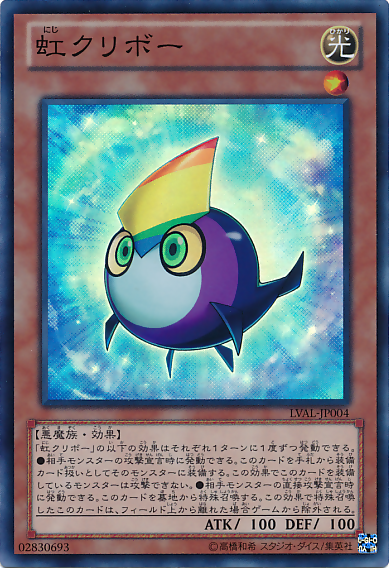 虹クリボー
光
LVAL-JP004
【悪魔族・効果】
「虹クリボー」の以下の効果はそれぞれ1ターンに1度ずつ発動できる。
●相手モンスターの攻撃宣言時に発動できる。このカードを手札から装備
カード扱いとしてそのモンスターに装備する。この効果でこのカードを装備
しているモンスターは攻撃できない。●相手モンスターの直接攻撃宣言時
に発動できる。このカードを墓地から特殊召喚する。この効果で特殊召喚
したこのカードは、フィールド上から離れた場合ゲームから除外される。
ATK/ 100 DEF/ 100
02830693
©高橋和希 スタジオ・ダイス/集英社